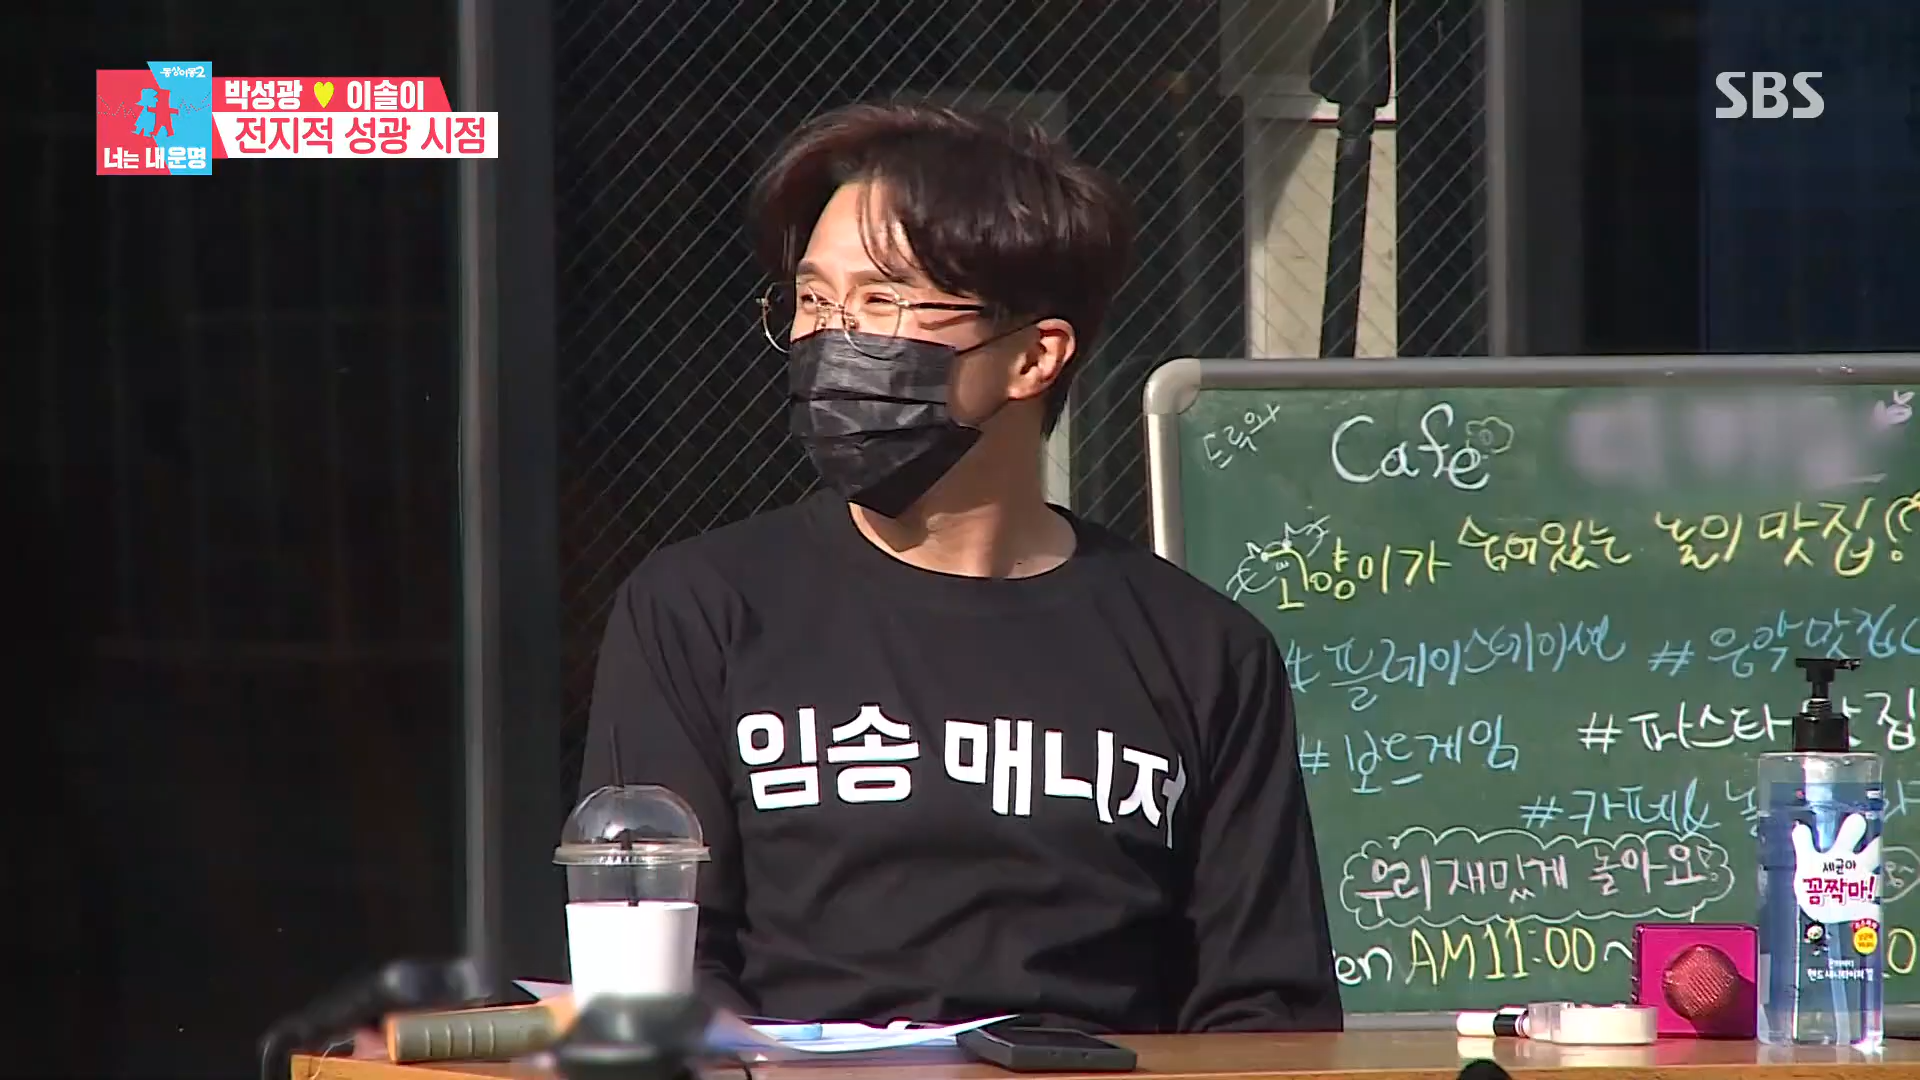 동상이몽2
너는 내 운명
박성광 ♥ 이솔이
전지적 성광 시점
SBS
임송 매니저
드루와
Cafe
고양이가 숨어있는 놀이 맛집!
#플레이스테이션 #음악맛집
#보드게임 #파스타맛집
#카페&
우리 재밌게 놀아요
en AM11:00~
세균아
꼼짝마!